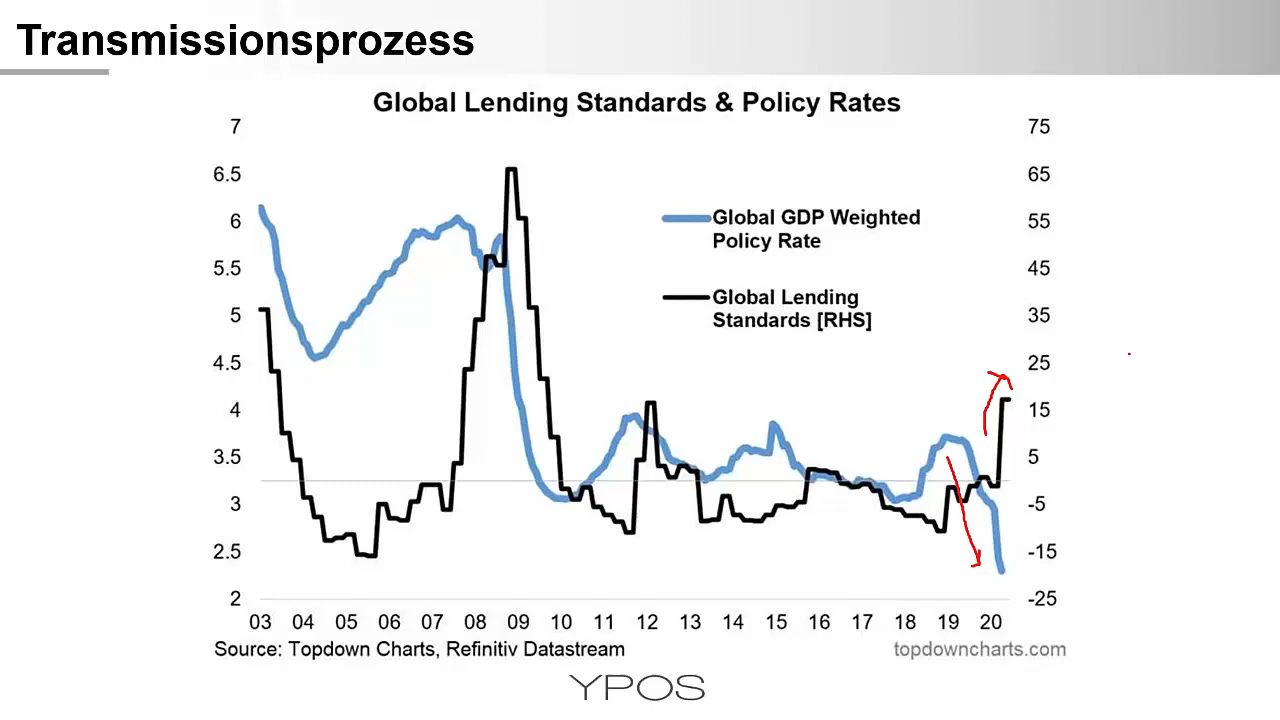 Transmissionsprozess
Global Lending Standards & Policy Rates
7
6.5
6
5.5
5
4.5
4
3.5
3
2.5
2
75
65
55
45
35
25
15
5
-5
-15
-25
Global GDP Weighted
Policy Rate
Global Lending
Standards [RHS]
03 04 05 06 07 08 09 10 11 12 13 14 15 16 17 18 19 20
Source: Topdown Charts, Refinitiv Datastream
topdowncharts.com
YPOS